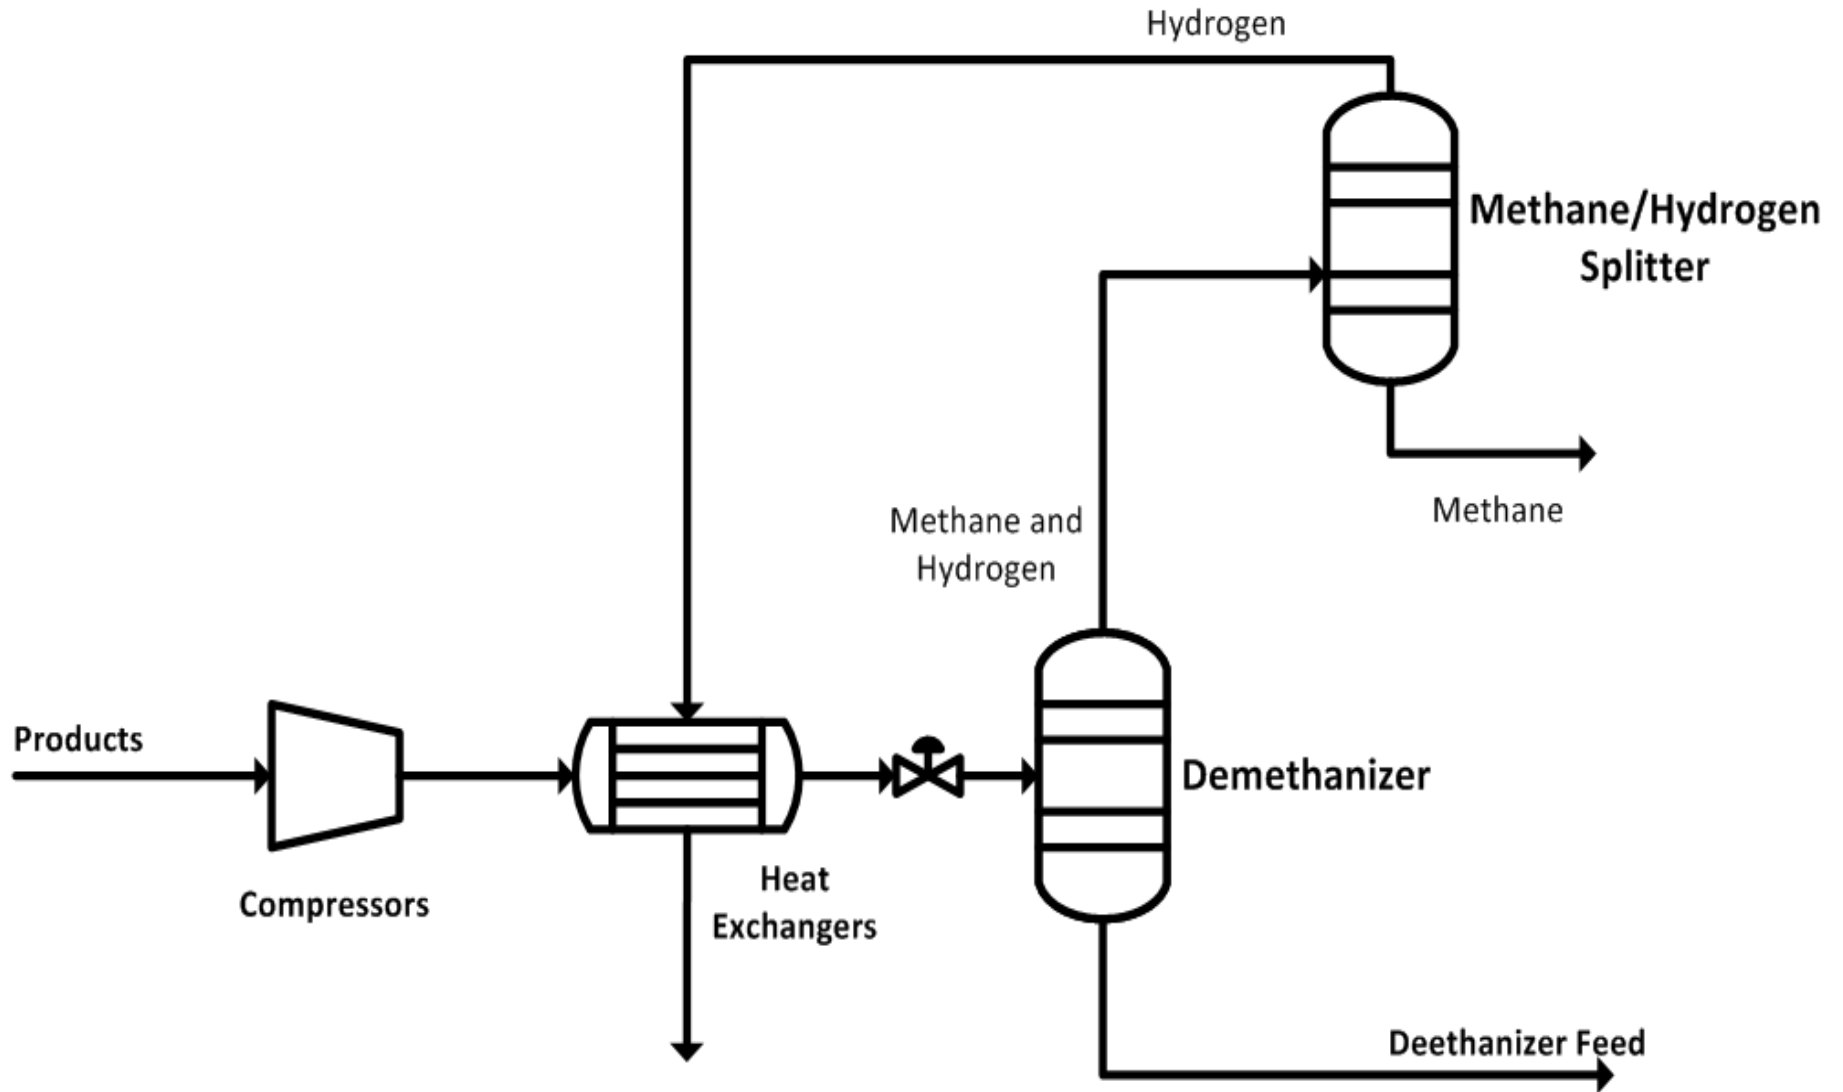 Hydrogen
Methane/Hydrogen
Splitter
Methane
Methane and
Hydrogen
Products
Demethanizer
Compressors
Heat
Exchangers
Deethanizer Feed